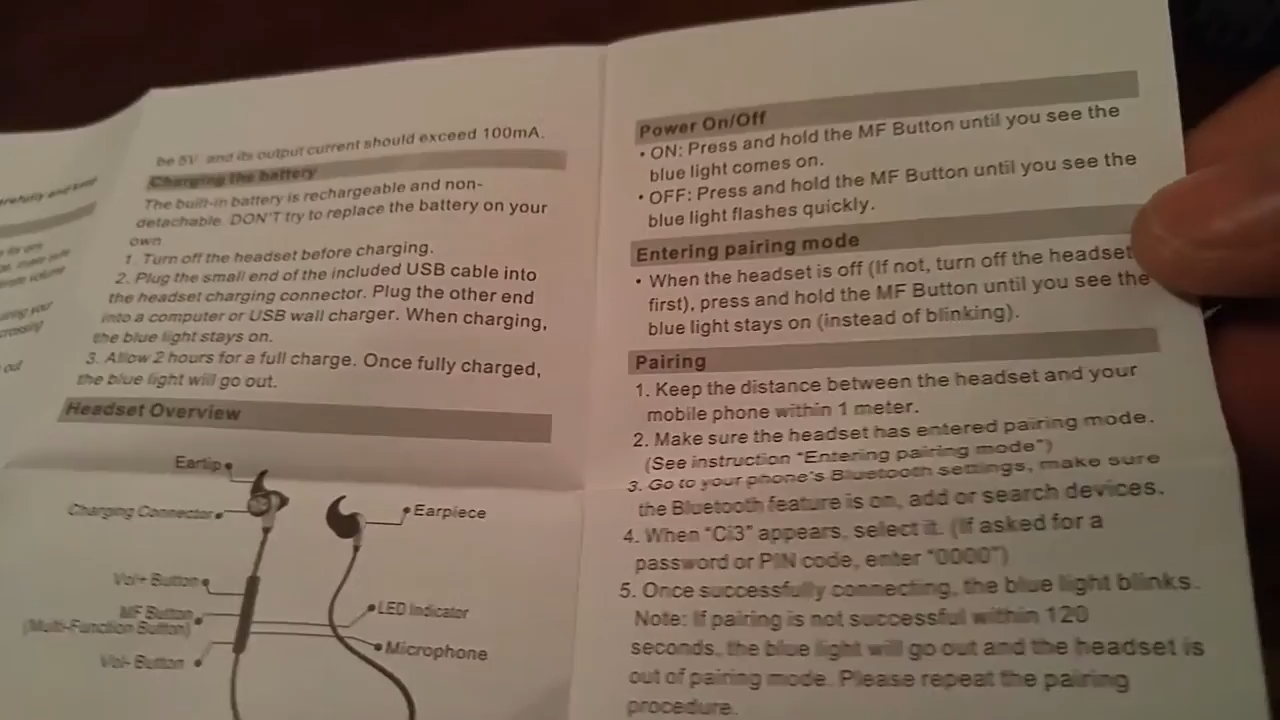 carefully and keep
be 5V and its output current should exceed 100mA.
Charging the battery
The built-in battery is rechargeable and non-
detachable. DON'T try to replace the battery on your
own
1. Turn off the headset before charging.
2. Plug the small end of the included USB cable into
the headset charging connector. Plug the other end
into a computer or USB wall charger. When charging,
the blue light stays on.
3. Allow 2 hours for a full charge. Once fully charged,
the blue light will go out.
Headset Overview
Eartip
Charging Connector
Earpiece
Vol+ Button
MF Button
(Multi-Function Button)
Vol- Button
LED Indicator
Microphone
Power On/Off
• ON: Press and hold the MF Button until you see the
blue light comes on.
• OFF: Press and hold the MF Button until you see the
blue light flashes quickly.
Entering pairing mode
• When the headset is off (If not, turn off the headset
first), press and hold the MF Button until you see the
blue light stays on (instead of blinking).
Pairing
1. Keep the distance between the headset and your
mobile phone within 1 meter.
2. Make sure the headset has entered pairing mode.
(See instruction "Entering pairing mode")
3. Go to your phone's Bluetooth settings, make sure
the Bluetooth feature is on, add or search devices.
4. When "Ci3" appears, select it. (If asked for a
password or PIN code, enter "0000")
5. Once successfully connecting, the blue light blinks.
Note: If pairing is not successful within 120
seconds, the blue light will go out and the headset is
out of pairing mode. Please repeat the pairing
procedure.